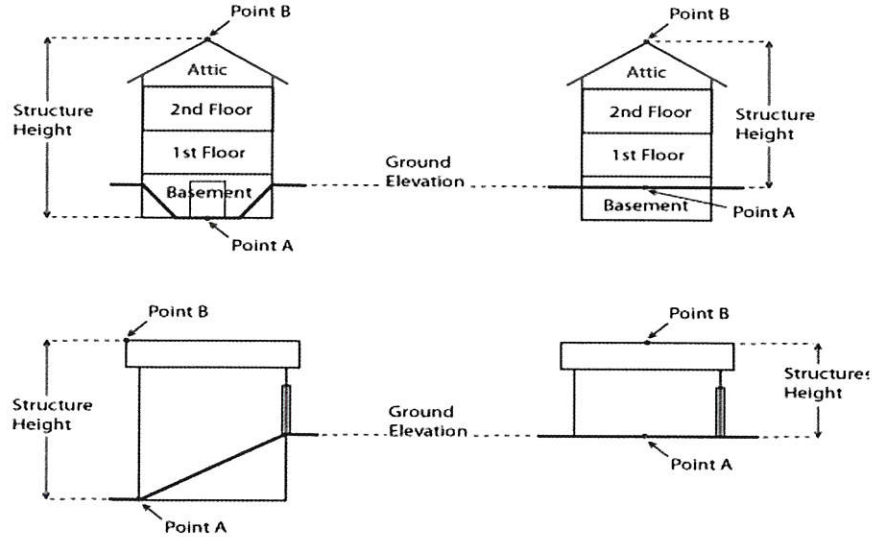 Point B
Attic
2nd Floor
1st Floor
Basement
Structure
Height
Point A
Ground
Elevation
Point B
Attic
2nd Floor
1st Floor
Basement
Structure
Height
Point A
Point B
Structure
Height
Point A
Ground
Elevation
Point B
Structures
Height
Point A